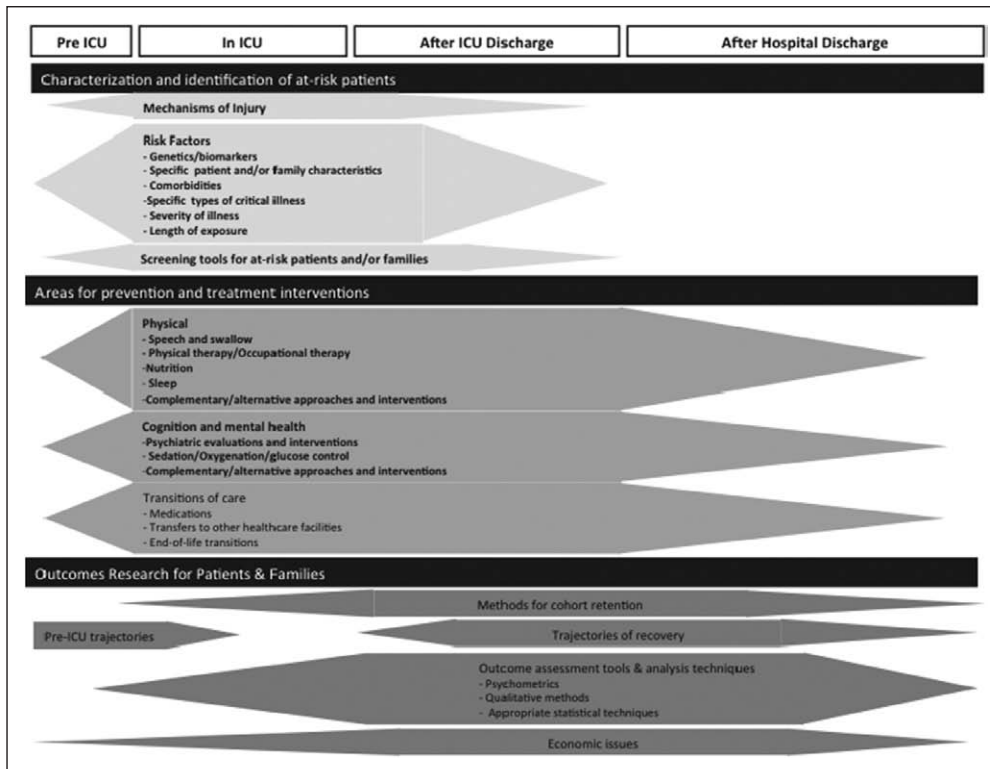 Pre ICU
In ICU
After ICU Discharge
After Hospital Discharge
Characterization and identification of at-risk patients
Mechanisms of Injury
Risk Factors
- Genetics/biomarkers
- Specific patient and/or family characteristics
- Comorbidities
-Specific types of critical illness
- Severity of illness
- Length of exposure
Screening tools for at-risk patients and/or families
Areas for prevention and treatment interventions
Physical
- Speech and swallow
- Physical therapy/Occupational therapy
-Nutrition
- Sleep
-Complementary/alternative approaches and interventions
Cognition and mental health
-Psychiatric evaluations and interventions
- Sedation/Oxygenation/glucose control
-Complementary/alternative approaches and interventions
Transitions of care
- Medications
- Transfers to other healthcare facilities
- End-of-life transitions
Outcomes Research for Patients & Families
Methods for cohort retention
Pre-ICU trajectories
Trajectories of recovery
Outcome assessment tools & analysis techniques
- Psychometrics
- Qualitative methods
- Appropriate statistical techniques
Economic issues